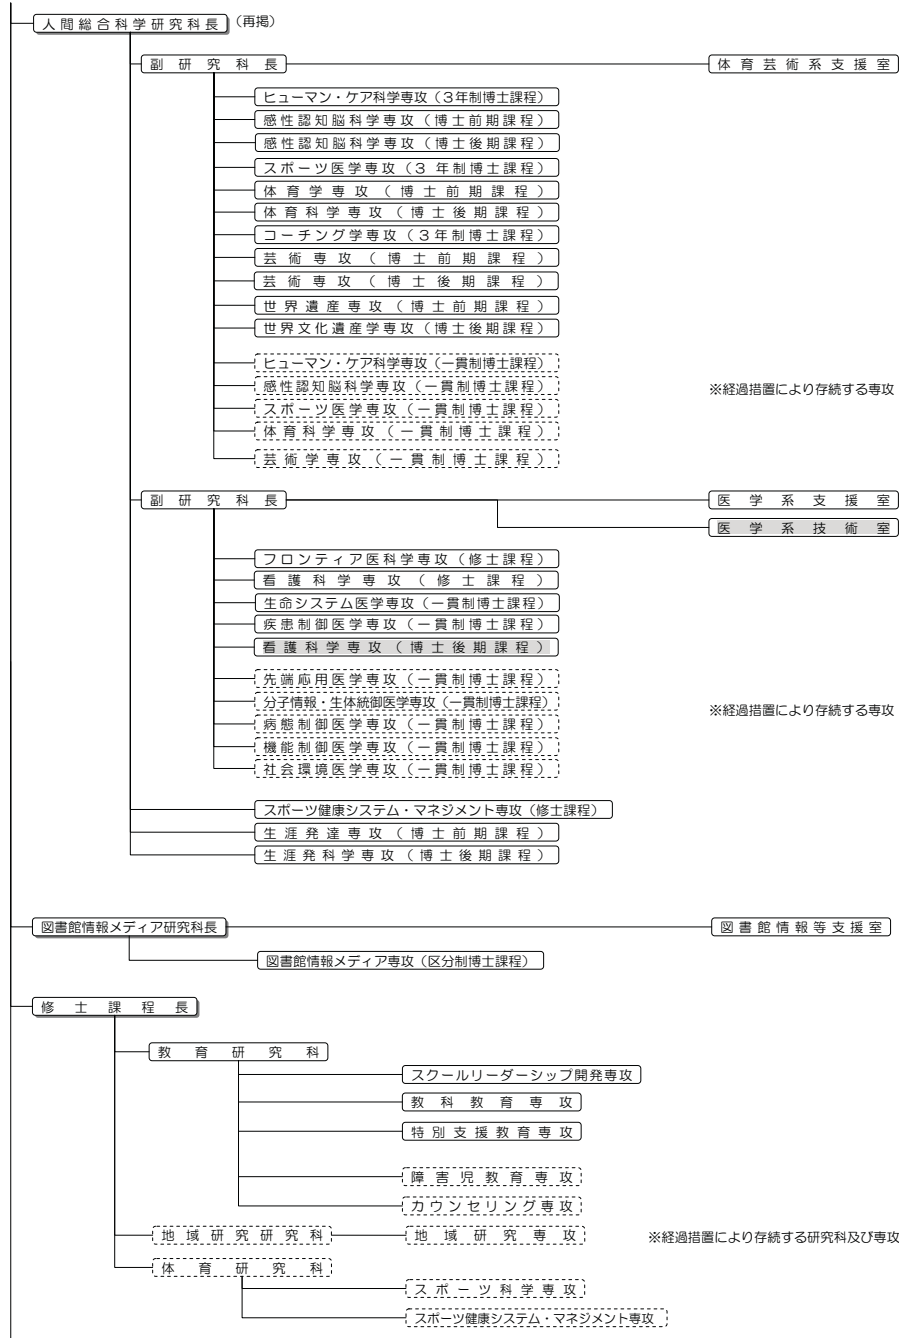 人間総合科学研究科長 (再掲)
副研究科長 体育芸術系支援室
ヒューマン・ケア科学専攻(3年制博士課程)
感性認知脳科学専攻(博士前期課程)
感性認知脳科学専攻(博士後期課程)
スポーツ医学専攻(3 年制博士課程)
体育学専攻(博士前期課程)
体育科学専攻(博士後期課程)
コーチング学専攻(3年制博士課程)
芸術専攻(博士前期課程)
芸術専攻(博士後期課程)
世界遺産専攻(博士前期課程)
世界文化遺産学専攻(博士後期課程)
ヒューマン・ケア科学専攻(一貫制博士課程)
感性認知脳科学専攻(一貫制博士課程)
※経過措置により存続する専攻
スポーツ医学専攻(一貫制博士課程)
体育科学専攻(一貫制博士課程)
芸術学専攻(一貫制博士課程)
副研究科長 医学系支援室
医学系技術室
フロンティア医科学専攻(修士課程)
看護科学専攻(修士課程)
生命システム医学専攻(一貫制博士課程)
疾患制御医学専攻(一貫制博士課程)
看護科学専攻(博士後期課程)
先端応用医学専攻(一貫制博士課程)
分子情報・生体統御医学専攻(一貫制博士課程)
※経過措置により存続する専攻
病態制御医学専攻(一貫制博士課程)
機能制御医学専攻(一貫制博士課程)
社会環境医学専攻(一貫制博士課程)
スポーツ健康システム・マネジメント専攻(修士課程)
生涯発達専攻(博士前期課程)
生涯発科学専攻(博士後期課程)
図書館情報メディア研究科長 図書館情報等支援室
図書館情報メディア専攻(区分制博士課程)
修士課程長
教育研究科
スクールリーダーシップ開発専攻
教科教育専攻
特別支援教育専攻
障害児教育専攻
カウンセリング専攻
地域研究研究科 地域研究専攻 ※経過措置により存続する研究科及び専攻
体育研究科
スポーツ科学専攻
スポーツ健康システム・マネジメント専攻